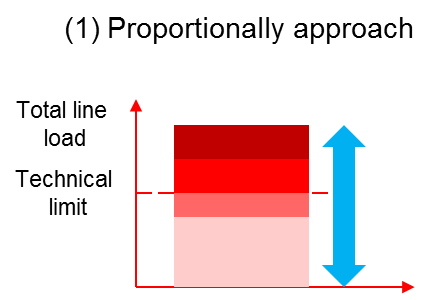 (1) Proportionally approach
Total line
load
Technical
limit